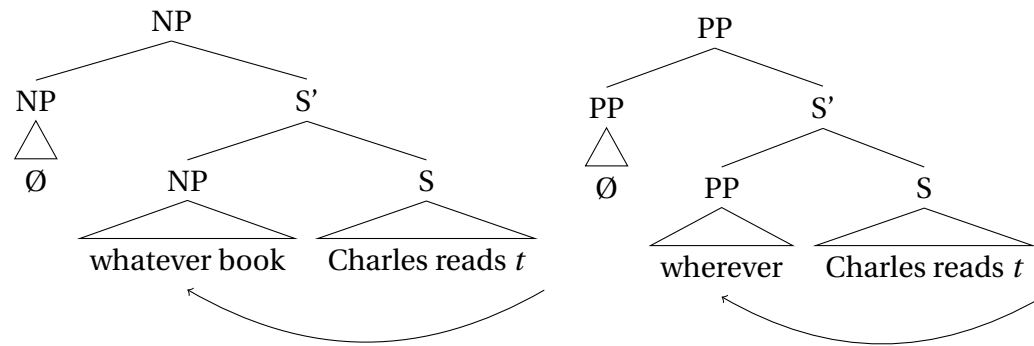 NP PP
NP S’ PP S’
Ø NP S Ø PP S
whatever book Charles reads t wherever Charles reads t